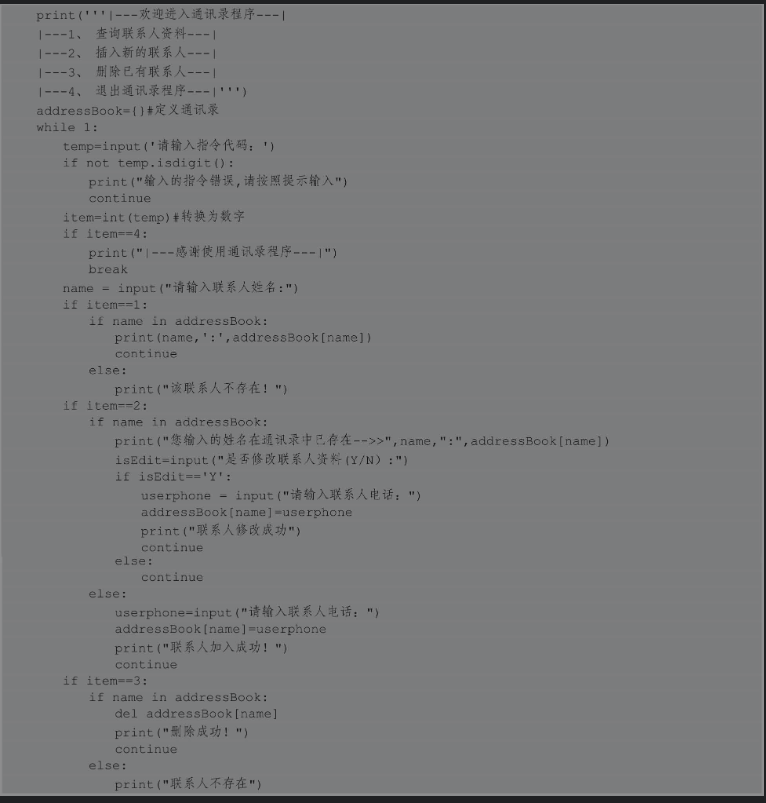 print('''|---欢迎进入通讯录程序---|
|---1、 查询联系人资料---|
|---2、 插入新的联系人---|
|---3、 删除已有联系人---|
|---4、 退出通讯录程序---|''')
addressBook={}#定义通讯录
while 1:
    temp=input('请输入指令代码：')
    if not temp.isdigit():
        print("输入的指令错误,请按照提示输入")
        continue
    item=int(temp)#转换为数字
    if item==4:
        print("|---感谢使用通讯录程序---|")
        break
    name = input("请输入联系人姓名:")
    if item==1:
        if name in addressBook:
            print(name,':',addressBook[name])
            continue
        else:
            print("该联系人不存在！")
    if item==2:
        if name in addressBook:
            print("您输入的姓名在通讯录中已存在-->>",name,":",addressBook[name])
            isEdit=input("是否修改联系人资料(Y/N）:")
            if isEdit=='Y':
                userphone = input("请输入联系人电话：")
                addressBook[name]=userphone
                print("联系人修改成功")
                continue
            else:
                continue
        else:
            userphone=input("请输入联系人电话：")
            addressBook[name]=userphone
            print("联系人加入成功！")
            continue
    if item==3:
        if name in addressBook:
            del addressBook[name]
            print("删除成功！")
            continue
        else:
            print("联系人不存在")